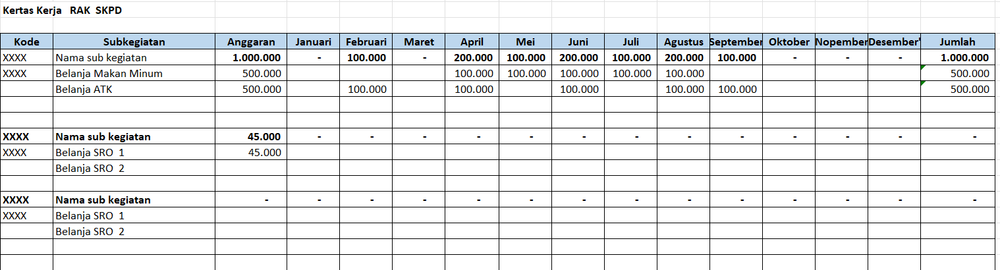 Kertas Kerja RAK SKPD
Kode Subkegiatan Anggaran Januari Februari Maret April Mei Juni Juli Agustus September Oktober Nopember Desember' Jumlah
XXXX Nama sub kegiatan 1.000.000 - 100.000 - 200.000 100.000 200.000 100.000 200.000 100.000 - - - 1.000.000
XXXX Belanja Makan Minum 500.000 100.000 100.000 100.000 100.000 100.000 500.000
Belanja ATK 500.000 100.000 100.000 100.000 100.000 100.000 500.000
XXXX Nama sub kegiatan 45.000 - - - - - - - - - - - - -
XXXX Belanja SRO 1 45.000
Belanja SRO 2
XXXX Nama sub kegiatan - - - - - - - - - - - - - -
XXXX Belanja SRO 1
Belanja SRO 2